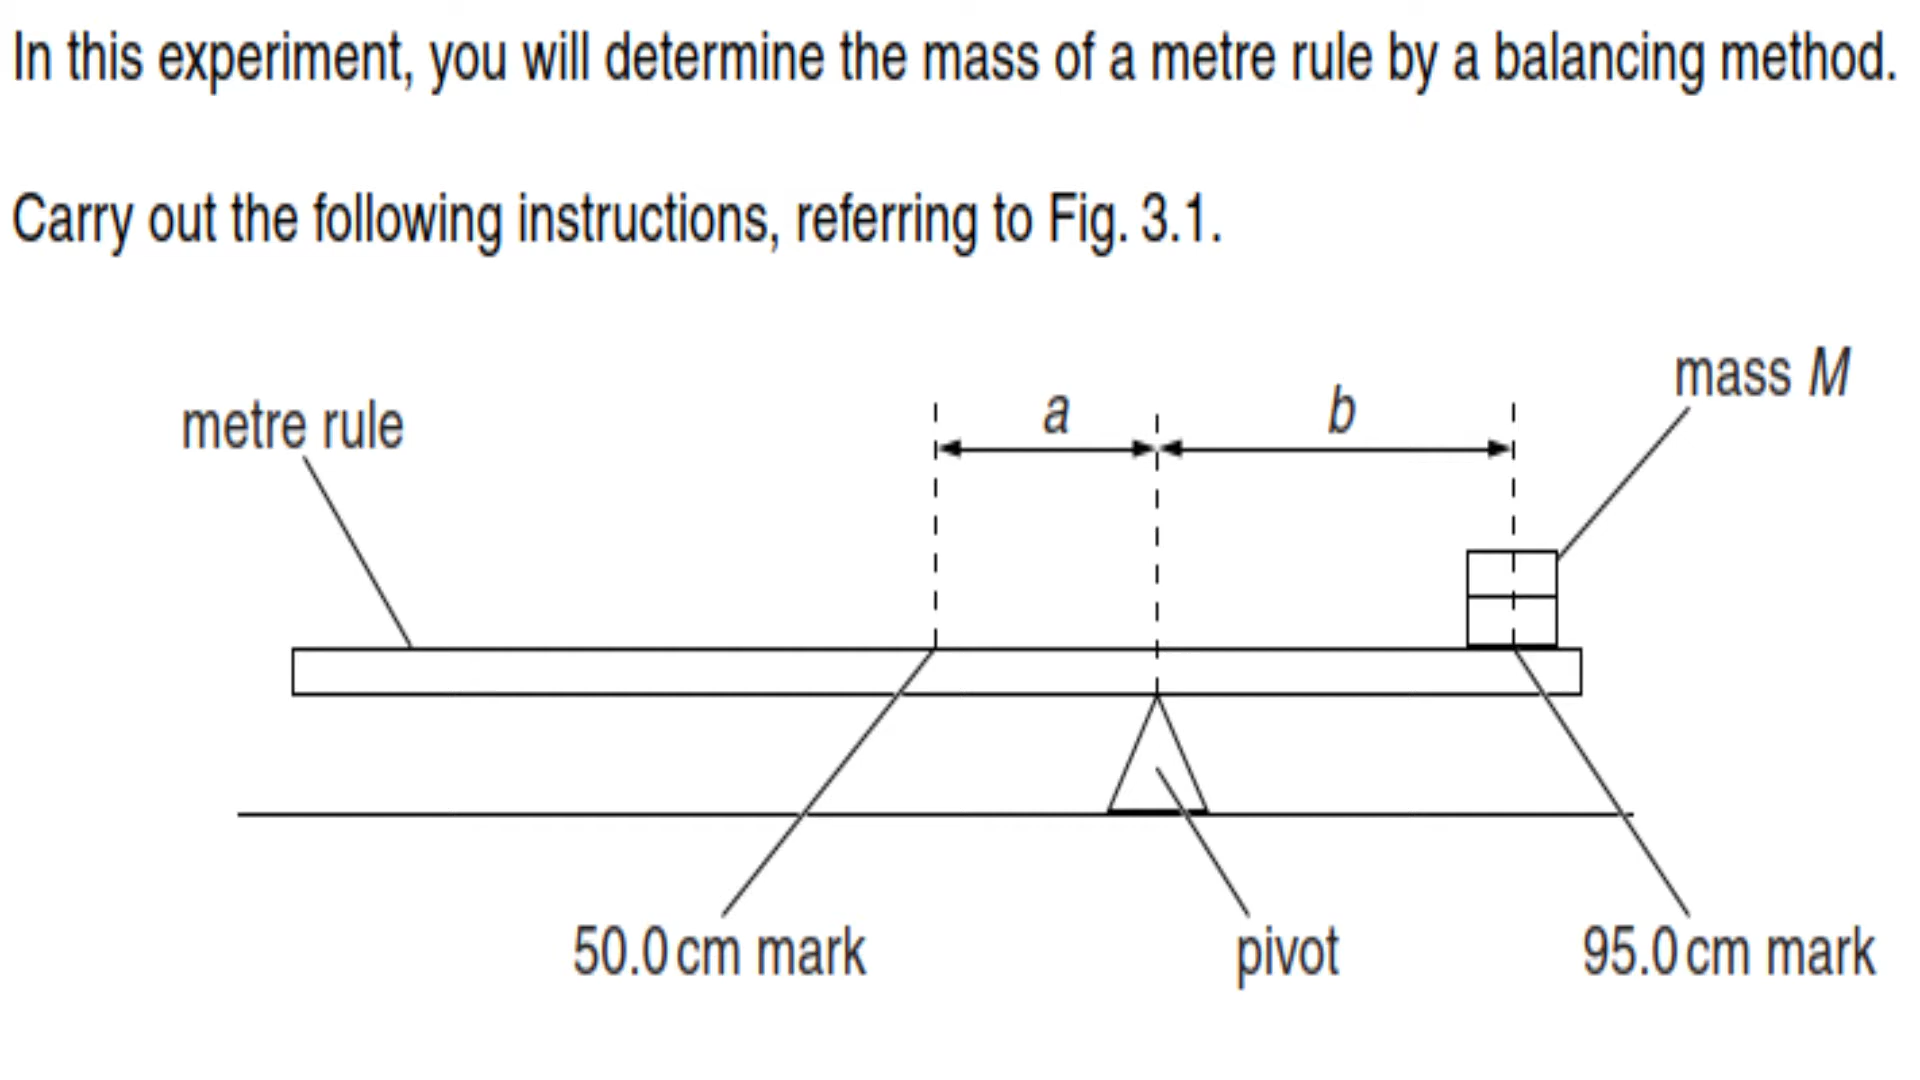 In this experiment, you will determine the mass of a metre rule by a balancing method.
Carry out the following instructions, referring to Fig. 3.1.
mass M
metre rule
a
b
50.0 cm mark
pivot
95.0 cm mark